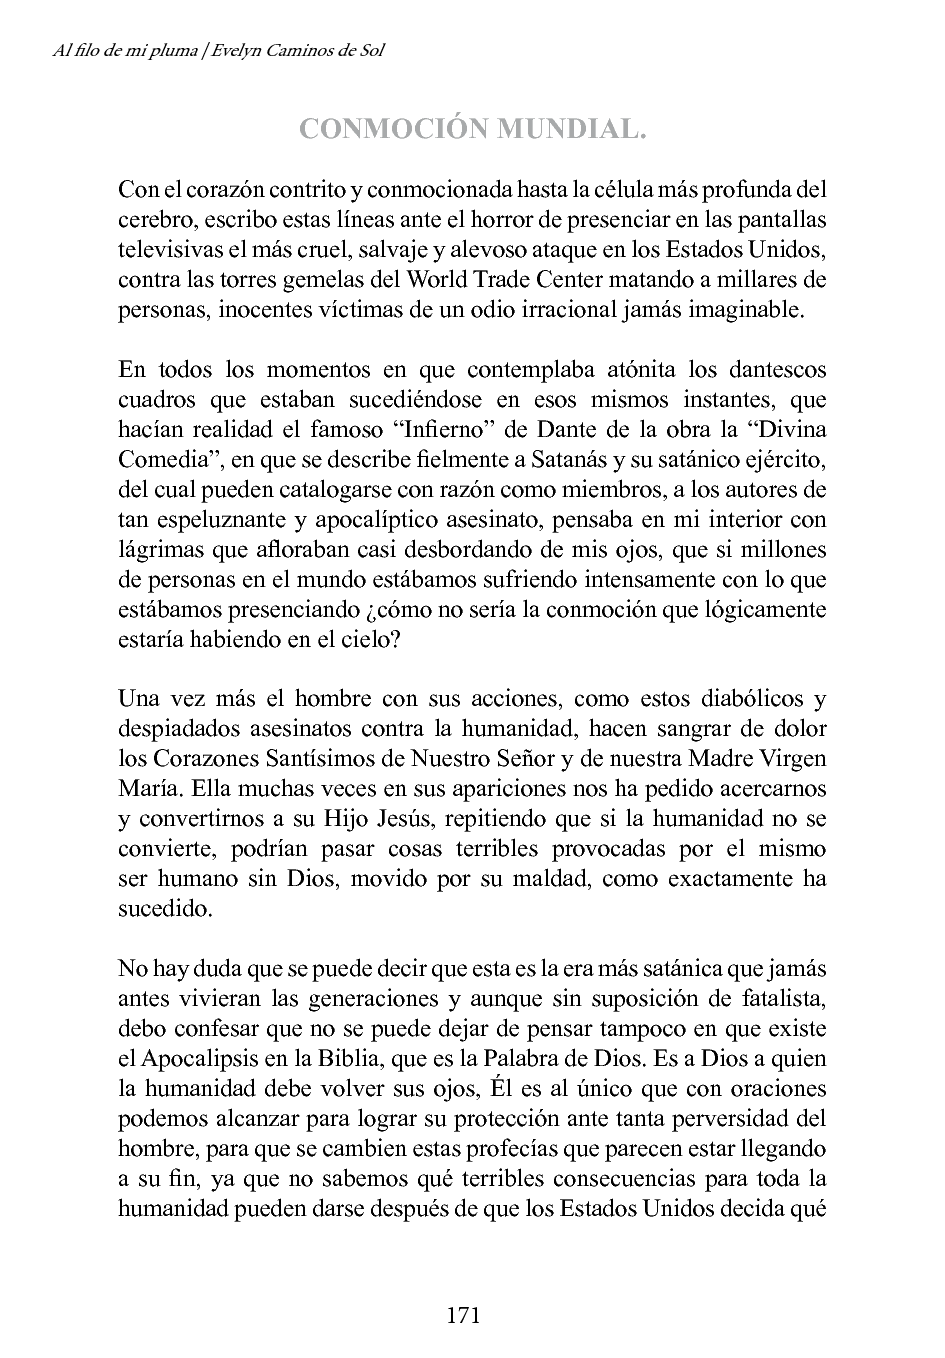 Al filo de mi pluma | Evelyn Caminos de Sol
CONMOCIÓN MUNDIAL.
Con el corazón contrito y conmocionada hasta la célula más profunda del
cerebro, escribo estas líneas ante el horror de presenciar en las pantallas
televisivas el más cruel, salvaje y alevoso ataque en los Estados Unidos,
contra las torres gemelas del World Trade Center matando a millares de
personas, inocentes víctimas de un odio irracional jamás imaginable.
En todos los momentos en que contemplaba atónita los dantescos
cuadros que estaban sucediéndose en esos mismos instantes, que
hacían realidad el famoso “Infierno” de Dante de la obra la “Divina
Comedia”, en que se describe fielmente a Satanás y su satánico ejército,
del cual pueden catalogarse con razón como miembros, a los autores de
tan espeluznante y apocalíptico asesinato, pensaba en mi interior con
lágrimas que afloraban casi desbordando de mis ojos, que si millones
de personas en el mundo estábamos sufriendo intensamente con lo que
estábamos presenciando ¿cómo no sería la conmoción que lógicamente
estaría habiendo en el cielo?
Una vez más el hombre con sus acciones, como estos diabólicos y
despiadados asesinatos contra la humanidad, hacen sangrar de dolor
los Corazones Santísimos de Nuestro Señor y de nuestra Madre Virgen
María. Ella muchas veces en sus apariciones nos ha pedido acercarnos
y convertirnos a su Hijo Jesús, repitiendo que si la humanidad no se
convierte, podrían pasar cosas terribles provocadas por el mismo
ser humano sin Dios, movido por su maldad, como exactamente ha
sucedido.
No hay duda que se puede decir que esta es la era más satánica que jamás
antes vivieran las generaciones y aunque sin suposición de fatalista,
debo confesar que no se puede dejar de pensar tampoco en que existe
el Apocalipsis en la Biblia, que es la Palabra de Dios. Es a Dios a quien
la humanidad debe volver sus ojos, Él es al único que con oraciones
podemos alcanzar para lograr su protección ante tanta perversidad del
hombre, para que se cambien estas profecías que parecen estar llegando
a su fin, ya que no sabemos qué terribles consecuencias para toda la
humanidad pueden darse después de que los Estados Unidos decida qué
171